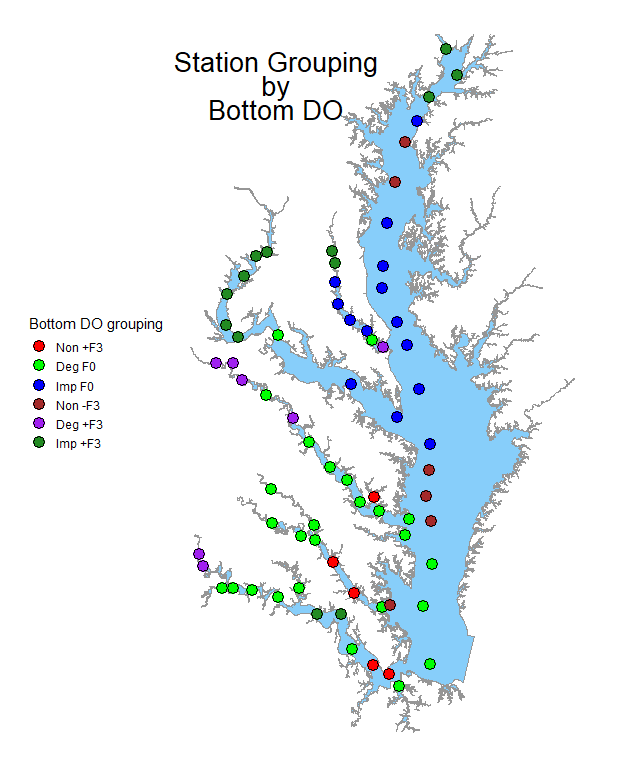 Station Grouping
by
Bottom DO
Bottom DO grouping
Non +F3
Deg F0
Imp F0
Non -F3
Deg +F3
Imp +F3